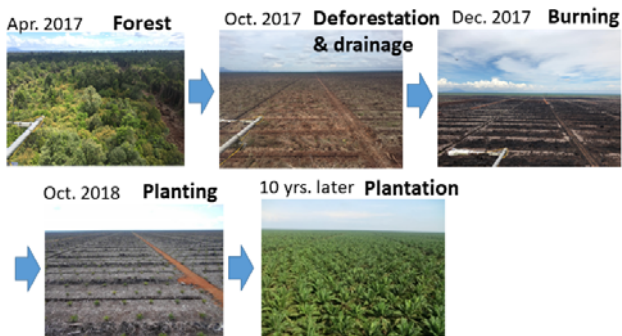 Apr. 2017 Forest
Oct. 2017 Deforestation
& drainage
Dec. 2017 Burning
Oct. 2018 Planting
10 yrs. later Plantation